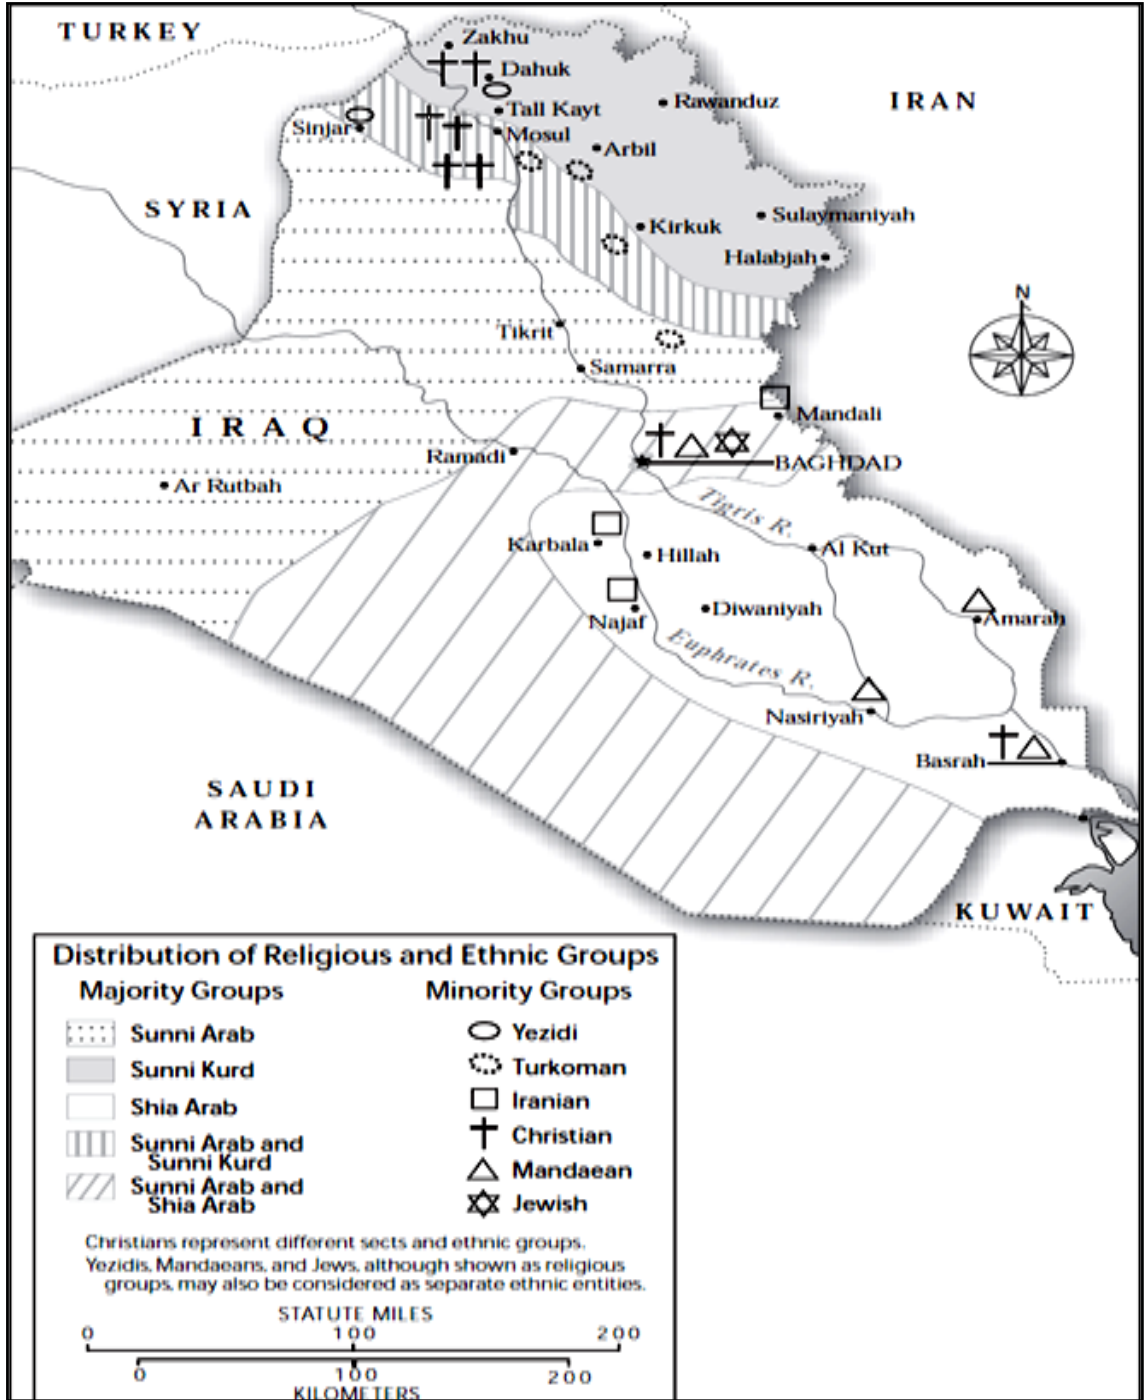 TURKEY
Zakhu
Dahuk
Tall Kayt
Mosul
Rawanduz
IRAN
Sinjar
Arbil
SYRIA
Kirkuk
Sulaymaniyah
Halabjah
N
Tikrit
Samarra
IRAQ
Mandali
Ramadi
BAGHDAD
Ar Rutbah
Tigris R.
Karbala
Hillah
Al Kut
Najaf
Diwaniyah
Amarah
Euphrates R.
Nasiriyah
Basrah
SAUDI
ARABIA
KUWAIT
Distribution of Religious and Ethnic Groups
Majority Groups
Sunni Arab
Sunni Kurd
Shia Arab
Sunni Arab and
Sunni Kurd
Sunni Arab and
Shia Arab
Minority Groups
Yezidi
Turkoman
Iranian
Christian
Mandaean
Jewish
Christians represent different sects and ethnic groups.
Yezidis, Mandaeans, and Jews, although shown as religious
groups, may also be considered as separate ethnic entities.
STATUTE MILES
0 100 200
0 100 200
KILOMETERS